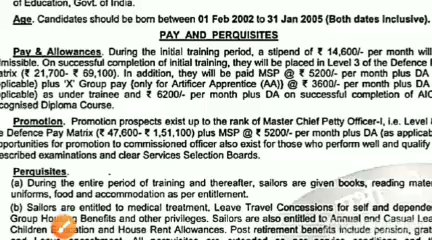 of Education, Govt. of India.
Age. Candidates should be born between 01 Feb 2002 to 31 Jan 2005 (Both dates inclusive).
PAY AND PERQUISITES
Pay & Allowances. During the initial training period, a stipend of ₹ 14,600/- per month will
missible. On successful completion of initial training, they will be placed in Level 3 of the Defence
atrix (₹ 21,700- ₹ 69,100). In addition, they will be paid MSP @ ₹ 5200/- per month plus DA
plicable) plus 'X' Group pay {only for Artificer Apprentice (AA)} @ ₹ 3600/- per month plus DA
plicable) as under trainee and ₹ 6200/- per month plus DA on successful completion of AIC
cognised Diploma Course.
Promotion. Promotion prospects exist up to the rank of Master Chief Petty Officer-I, i.e. Level
e Defence Pay Matrix (₹ 47,600- ₹ 1,51,100) plus MSP @ ₹ 5200/- per month plus DA (as applicab
pportunities for promotion to commissioned officer also exist for those who perform well and qualify
escribed examinations and clear Services Selection Boards.
Perquisites.
(a) During the entire period of training and thereafter, sailors are given books, reading mater
uniforms, food and accommodation as per entitlement.
(b) Sailors are entitled to medical treatment, Leave Travel Concessions for self and depende
Group Benefits and other privileges. Sailors are also entitled to Annual and Casual Lea
Children and House Rent Allowances. Post retirement benefits include pension, grat